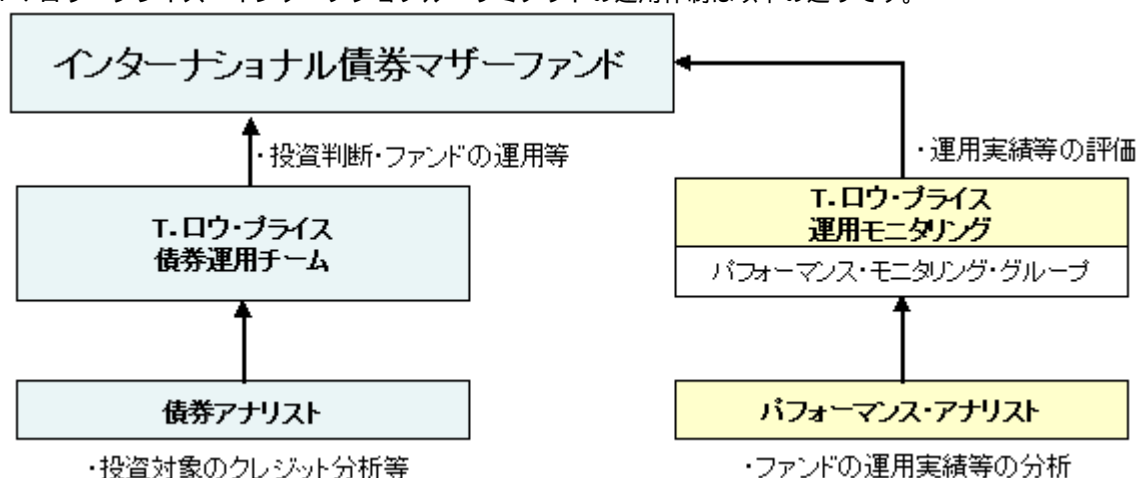 インターナショナル債券マザーファンド
・投資判断・ファンドの運用等
・運用実績等の評価
T.ロウ・プライス
債券運用チーム
T.ロウ・プライス
運用モニタリング
パフォーマンス・モニタリング・グループ
債券アナリスト
パフォーマンス・アナリスト
・投資対象のクレジット分析等
・ファンドの運用実績等の分析